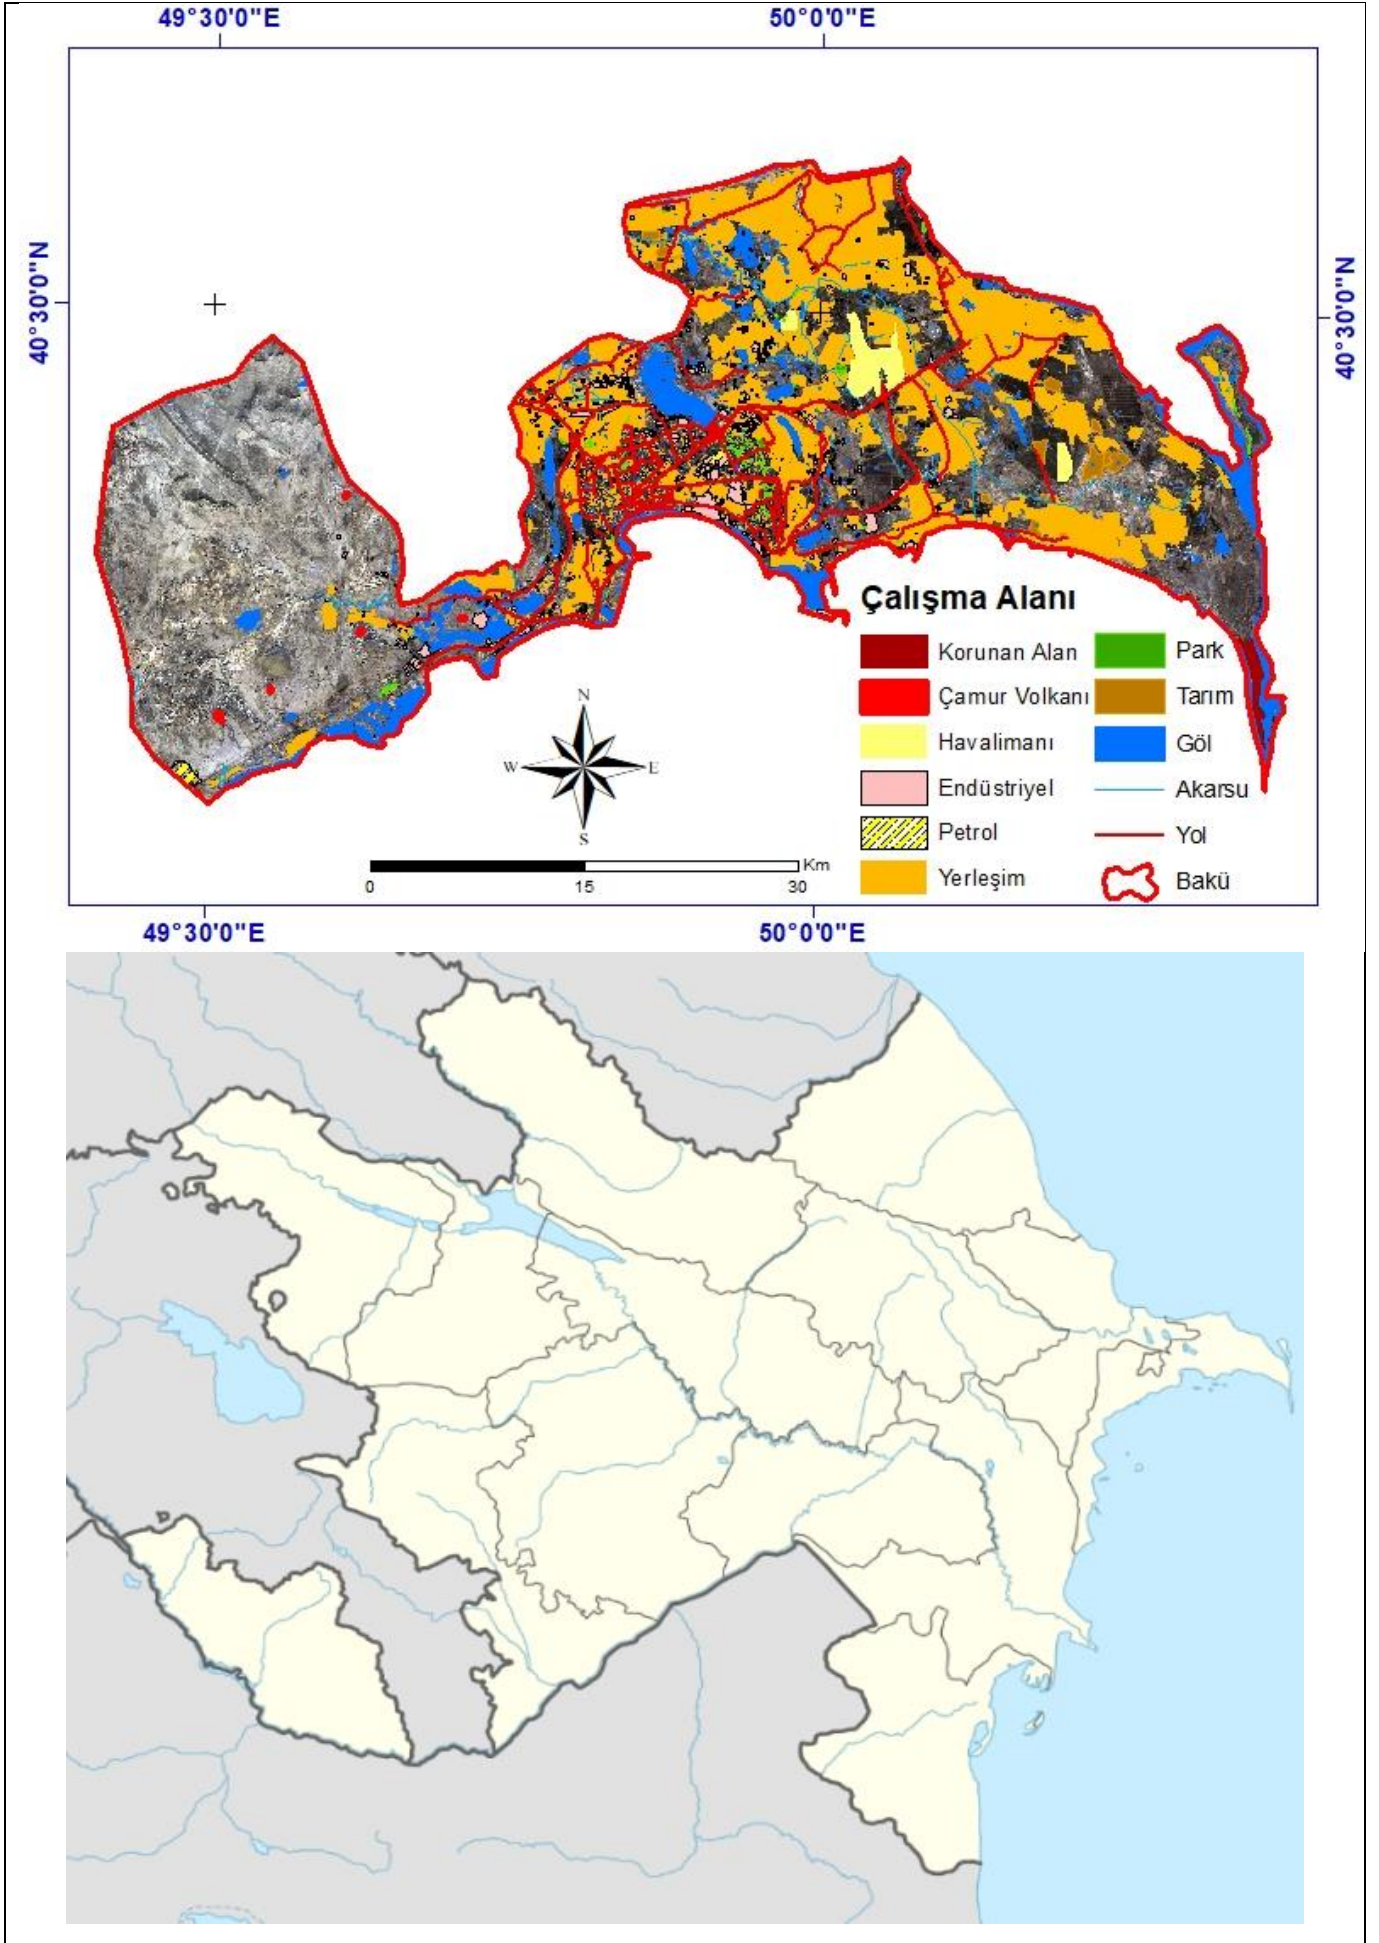 49°30'0"E 50°0'0"E
40°30'0"N 40°30'0"N
Çalışma Alanı
Korunan Alan
Çamur Volkanı
Havalimanı
Endüstriyel
Petrol
Yerleşim
Park
Tarım
Göl
Akarsu
Yol
Bakü
N
W E
S
Km
0 15 30
49°30'0"E 50°0'0"E